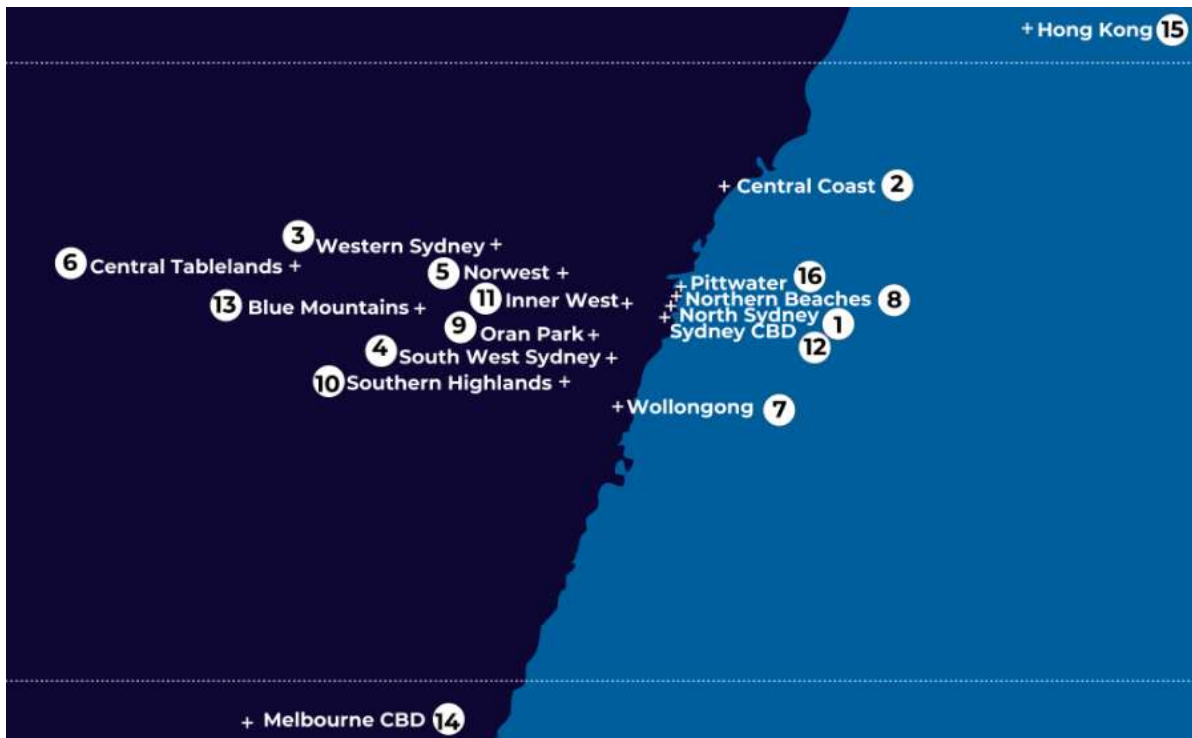 Hong Kong 15
Central Coast 2
3 Western Sydney
6 Central Tablelands
5 Norwest
Pittwater 16
11 Inner West
Northern Beaches 8
13 Blue Mountains
North Sydney 1
9 Oran Park
Sydney CBD 12
4 South West Sydney
10 Southern Highlands
Wollongong 7
Melbourne CBD 14